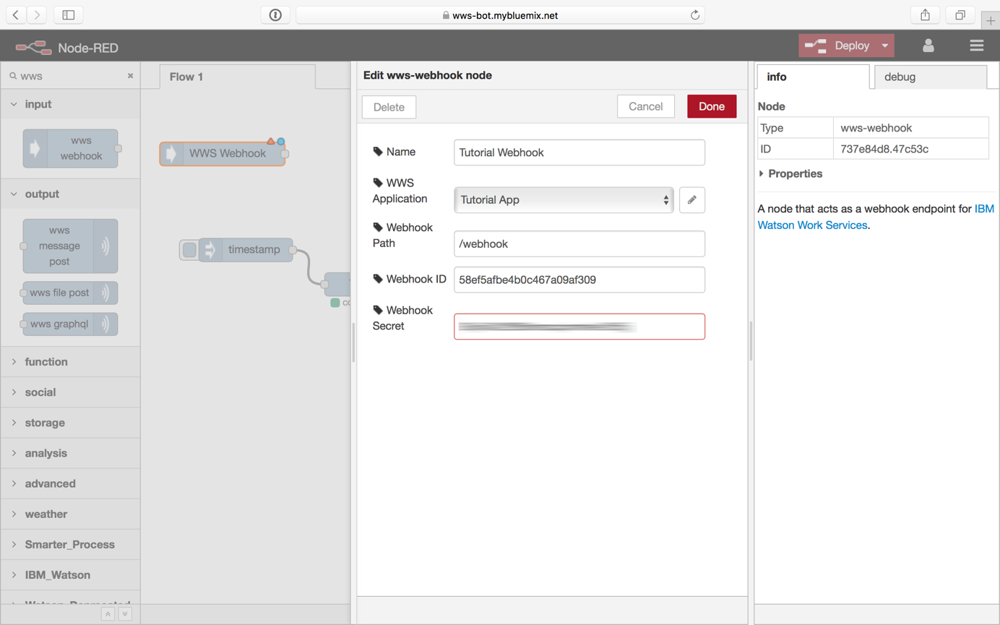 wws-bot.mybluemix.net
Node-RED
Deploy
wws
input
wws
webhook
output
wws
message
post
wws file post
wws graphql
function
social
storage
analysis
advanced
weather
Smarter_Process
IBM_Watson
Flow 1
WWS Webhook
timestamp
Edit wws-webhook node
Delete
Cancel
Done
Name
Tutorial Webhook
WWS
Application
Tutorial App
Webhook
Path
/webhook
Webhook ID
58ef5afbe4b0c467a09af309
Webhook
Secret
info
debug
Node
Type
wws-webhook
ID
737e84d8.47c53c
Properties
A node that acts as a webhook endpoint for IBM
Watson Work Services.